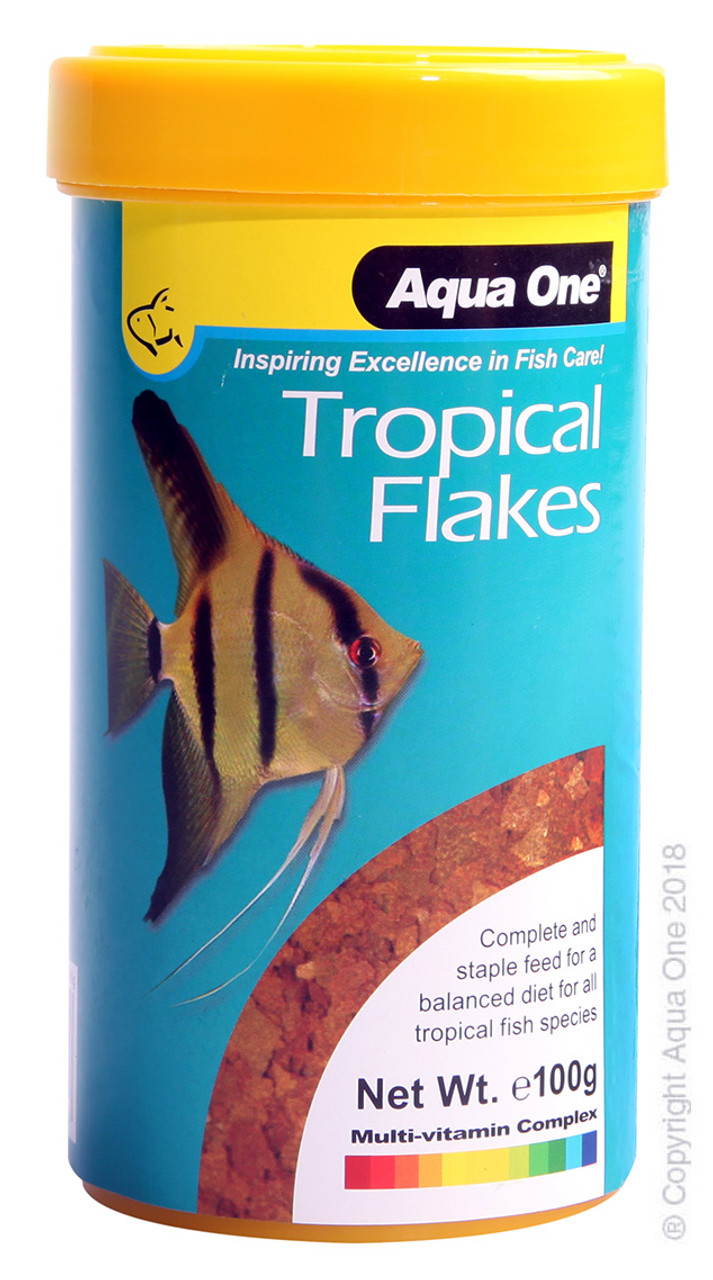 Aqua One®
Inspiring Excellence in Fish Care!
Tropical
Flakes
Complete and
staple feed for a
balanced diet for all
tropical fish species
Net Wt. ℮100g
Multi-vitamin Complex
® Copyright Aqua One 2018